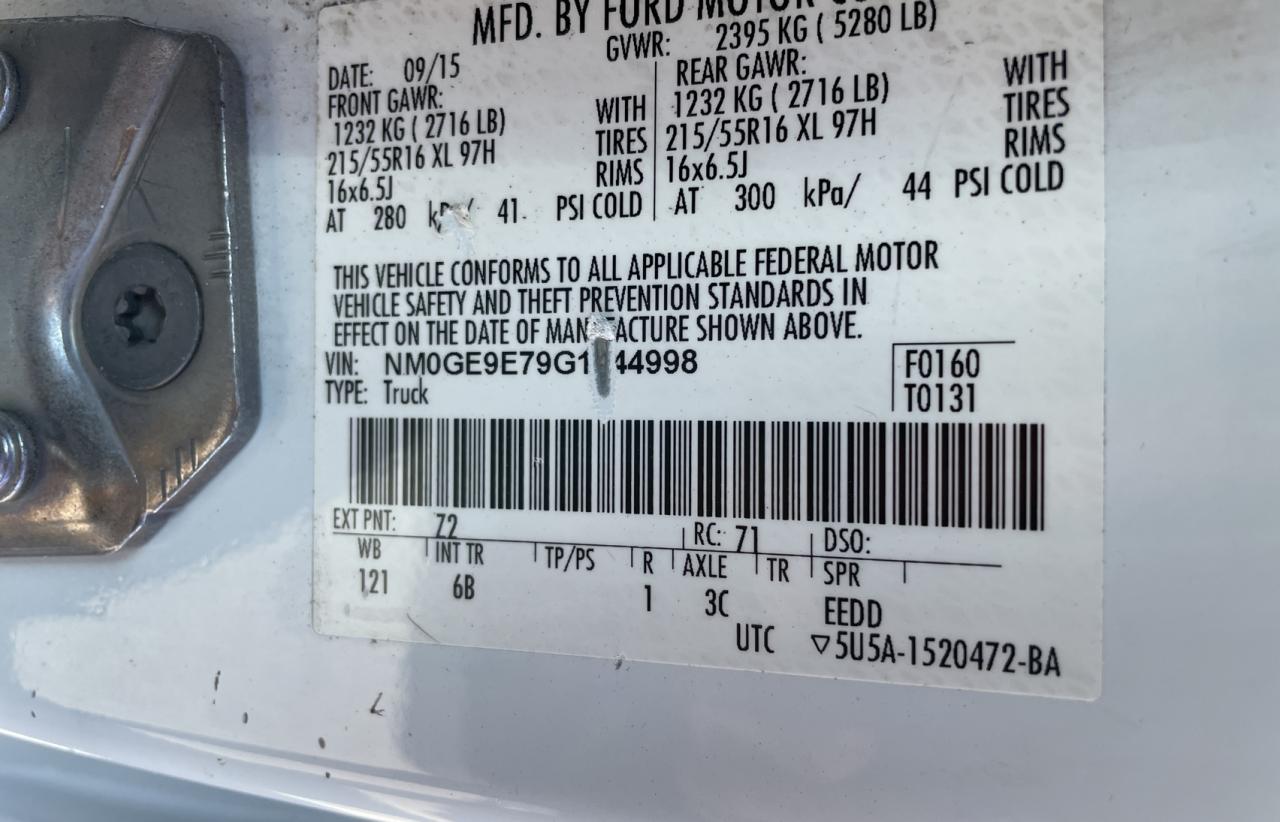 MFD. BY FORD MOTOR
GVWR: 2395 KG ( 5280 LB)
DATE: 09/15
FRONT GAWR:
1232 KG ( 2716 LB) WITH
215/55R16 XL 97H TIRES
16x6.5J RIMS
AT 280 kPa/ 41 PSI COLD
REAR GAWR: WITH
1232 KG ( 2716 LB) TIRES
215/55R16 XL 97H RIMS
16x6.5J
AT 300 kPa/ 44 PSI COLD
THIS VEHICLE CONFORMS TO ALL APPLICABLE FEDERAL MOTOR
VEHICLE SAFETY AND THEFT PREVENTION STANDARDS IN
EFFECT ON THE DATE OF MANUFACTURE SHOWN ABOVE.
VIN:
TYPE: Truck
F0160
T0131
EXT PNT: Z2 RC: 71 DSO:
WB INT TR TP/PS R AXLE TR SPR
121 6B 1 3C EEDD
UTC ▽5U5A-1520472-BA